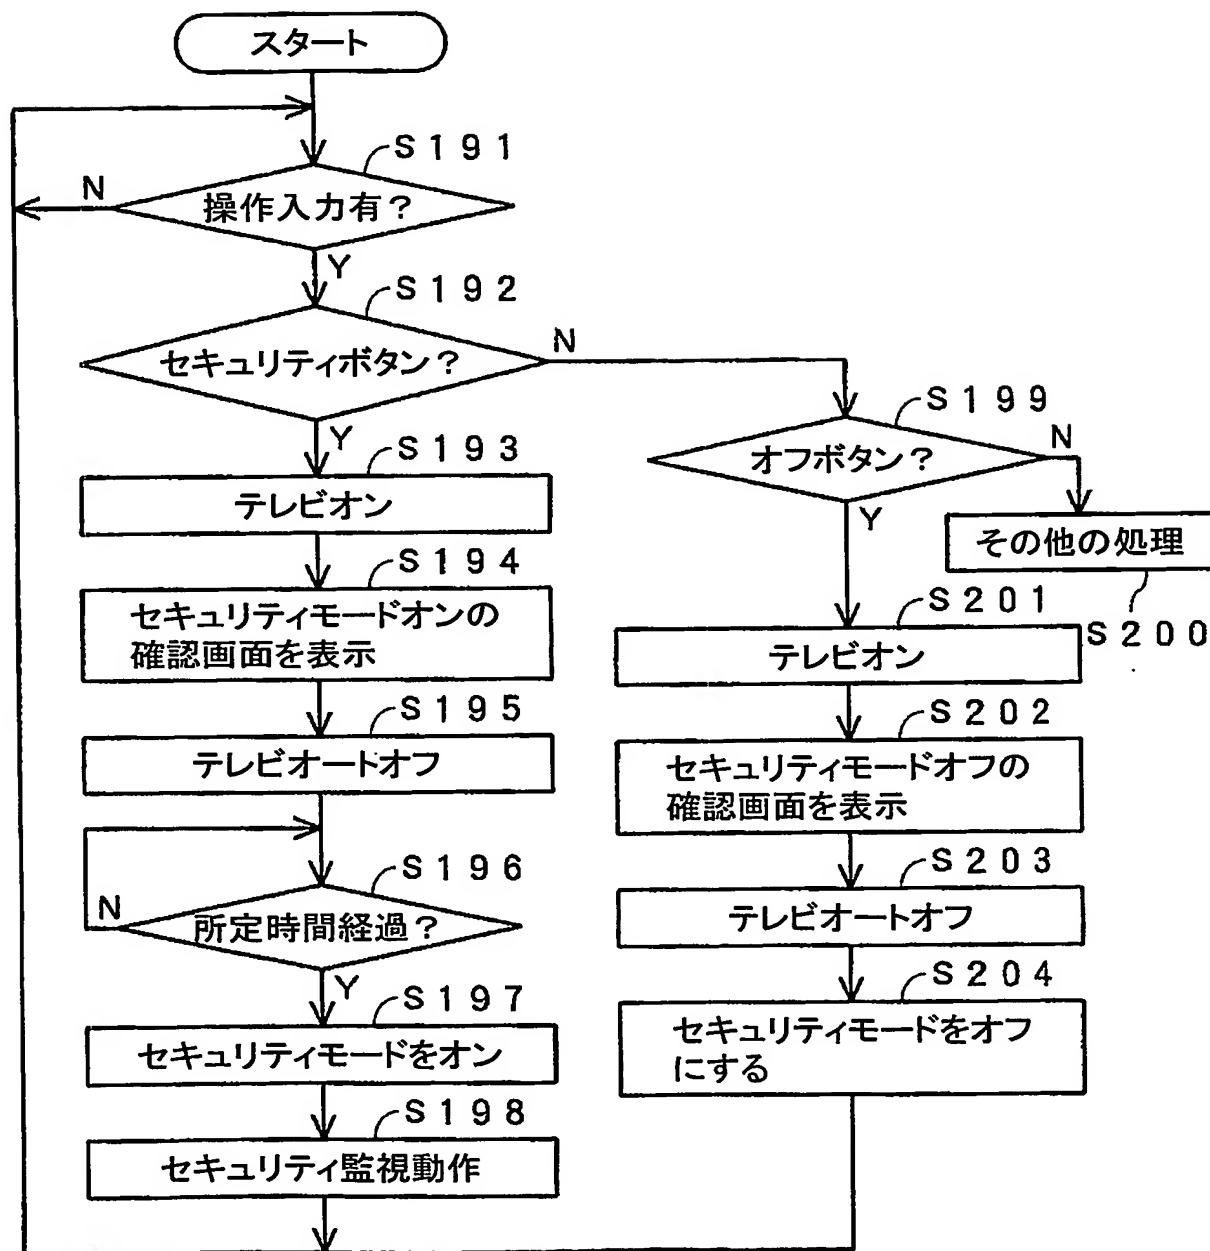 スタート
S191
N
操作入力有？
Y
S192
セキュリティボタン？
N
Y
S193
テレビオン
S194
セキュリティモードオンの
確認画面を表示
S195
テレビオートオフ
S196
N
所定時間経過？
Y
S197
セキュリティモードをオン
S198
セキュリティ監視動作
S199
オフボタン？
N
Y
その他の処理
S200
S201
テレビオン
S202
セキュリティモードオフの
確認画面を表示
S203
テレビオートオフ
S204
セキュリティモードをオフ
にする